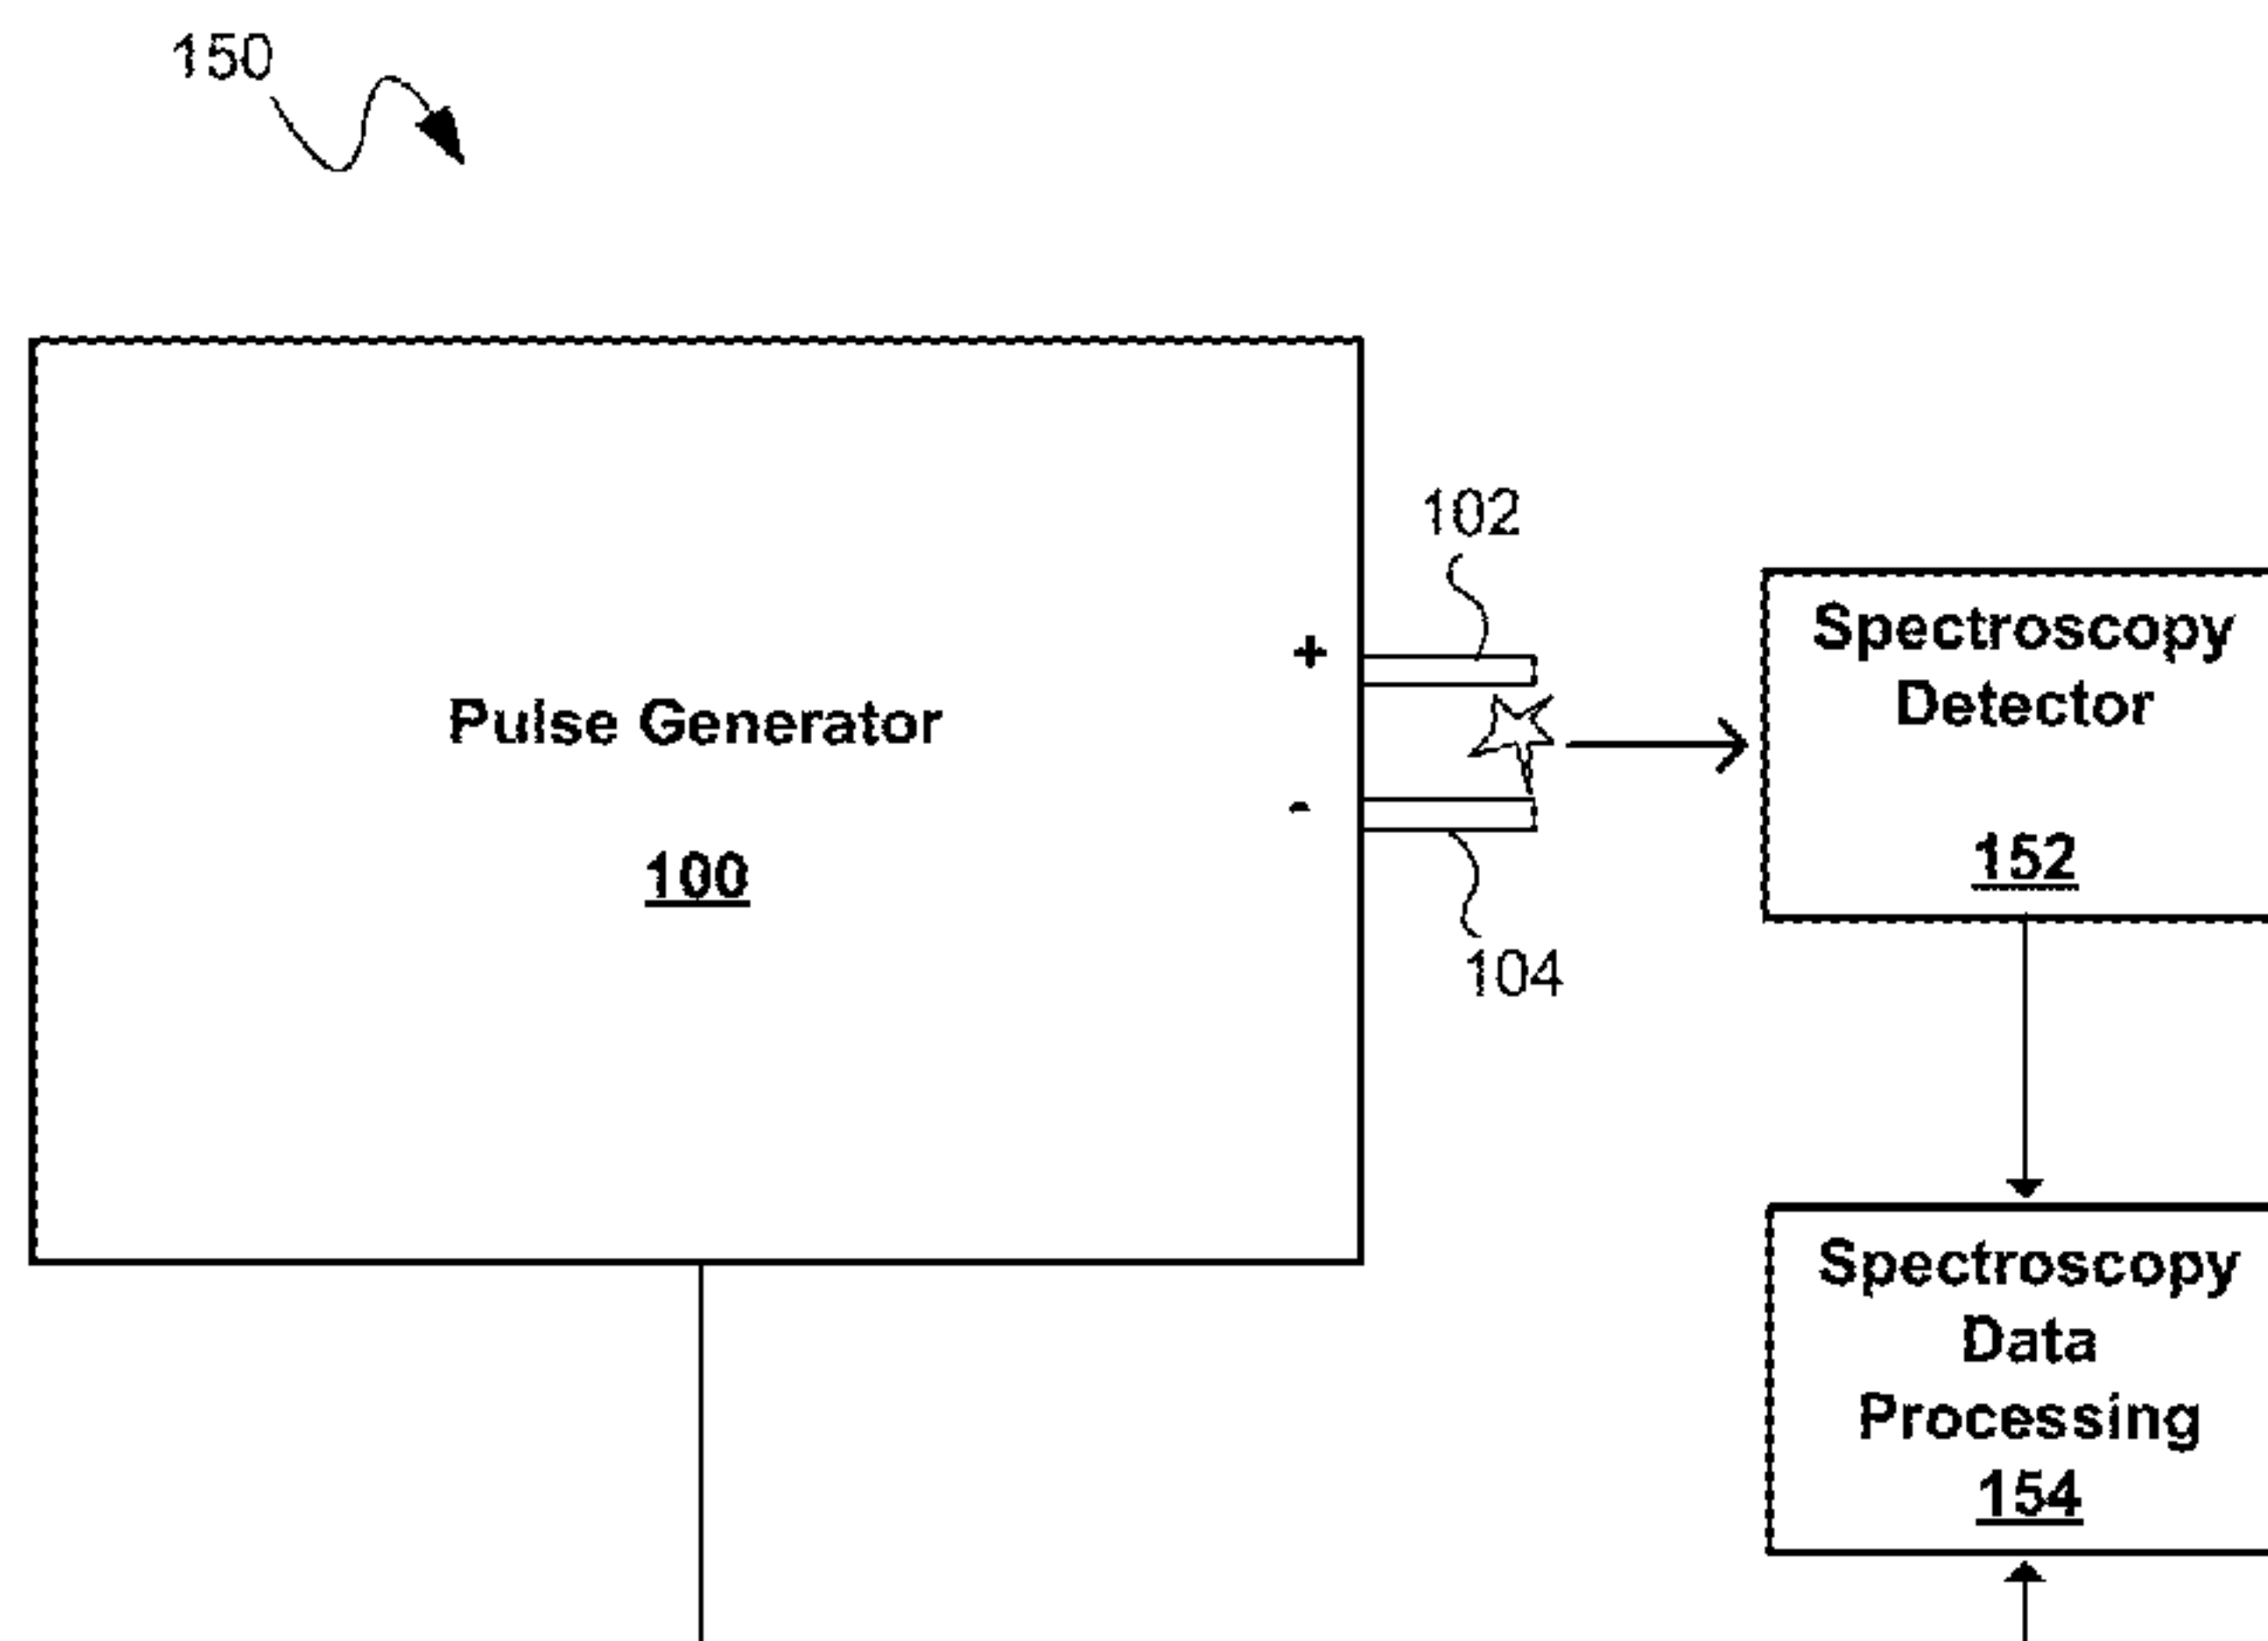 150
102
Pulse Generator
100
+
-
104
Spectroscopy
Detector
152
Spectroscopy
Data
Processing
154